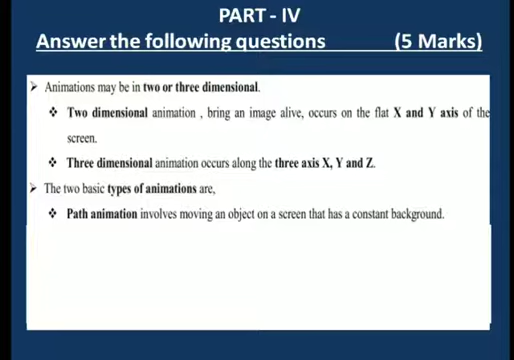 PART - IV
Answer the following questions (5 Marks)
➤ Animations may be in two or three dimensional.
❖ Two dimensional animation , bring an image alive, occurs on the flat X and Y axis of the
screen.
❖ Three dimensional animation occurs along the three axis X, Y and Z.
➤ The two basic types of animations are,
❖ Path animation involves moving an object on a screen that has a constant background.